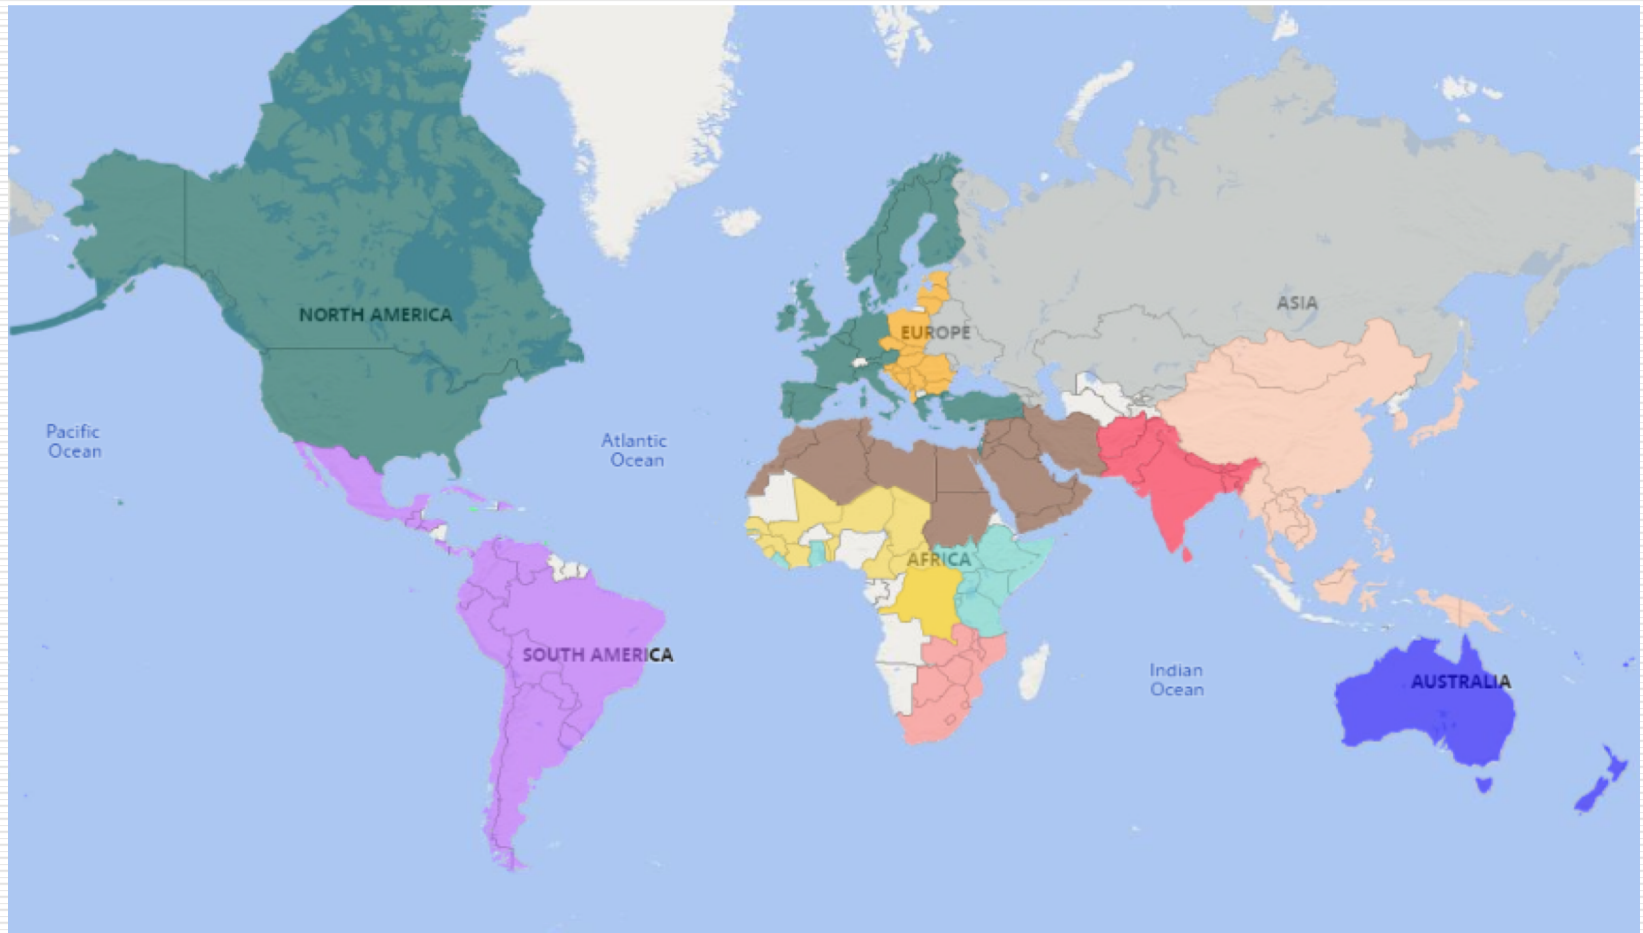 NORTH AMERICA
EUROPE
ASIA
Pacific
Ocean
Atlantic
Ocean
AFRICA
SOUTH AMERICA
Indian
Ocean
AUSTRALIA